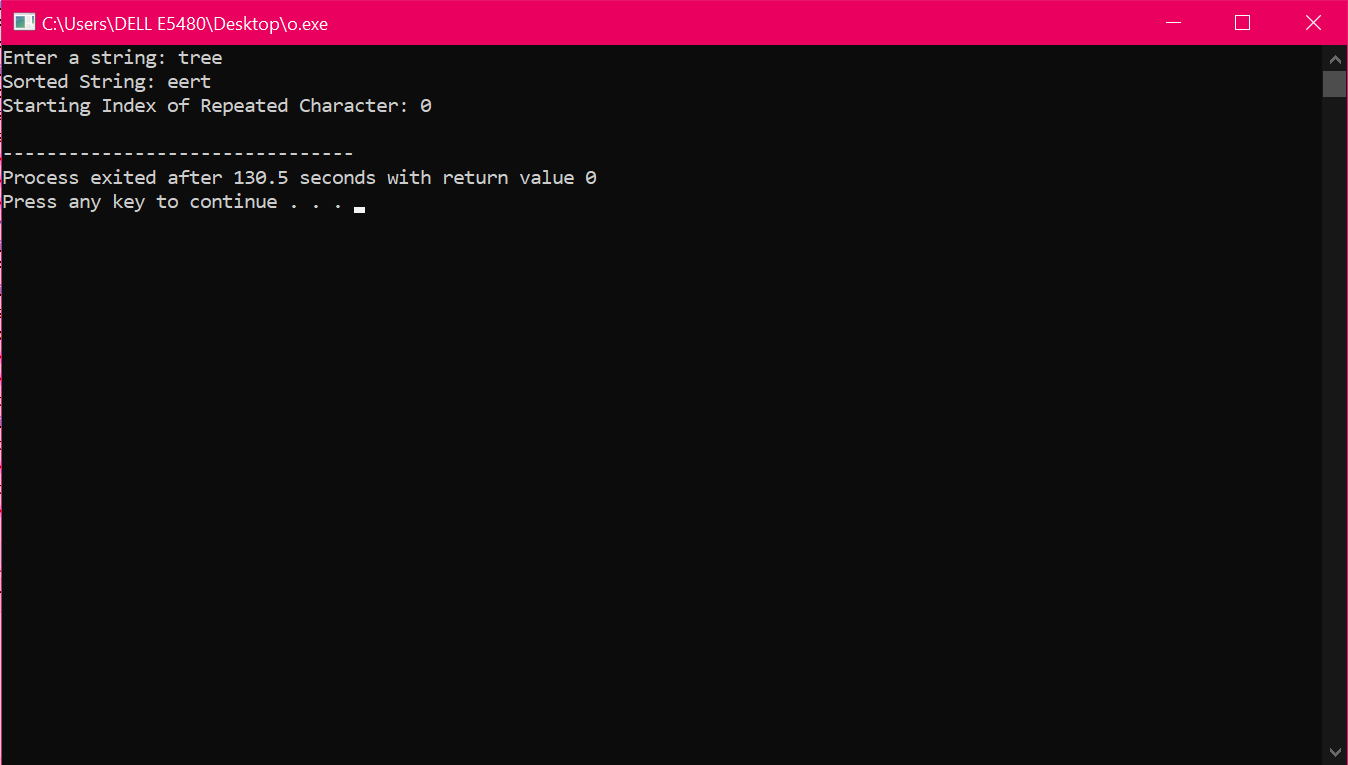 C:\Users\DELL E5480\Desktop\o.exe
Enter a string: tree
Sorted String: eert
Starting Index of Repeated Character: 0
--------------------------------
Process exited after 130.5 seconds with return value 0
Press any key to continue . . .